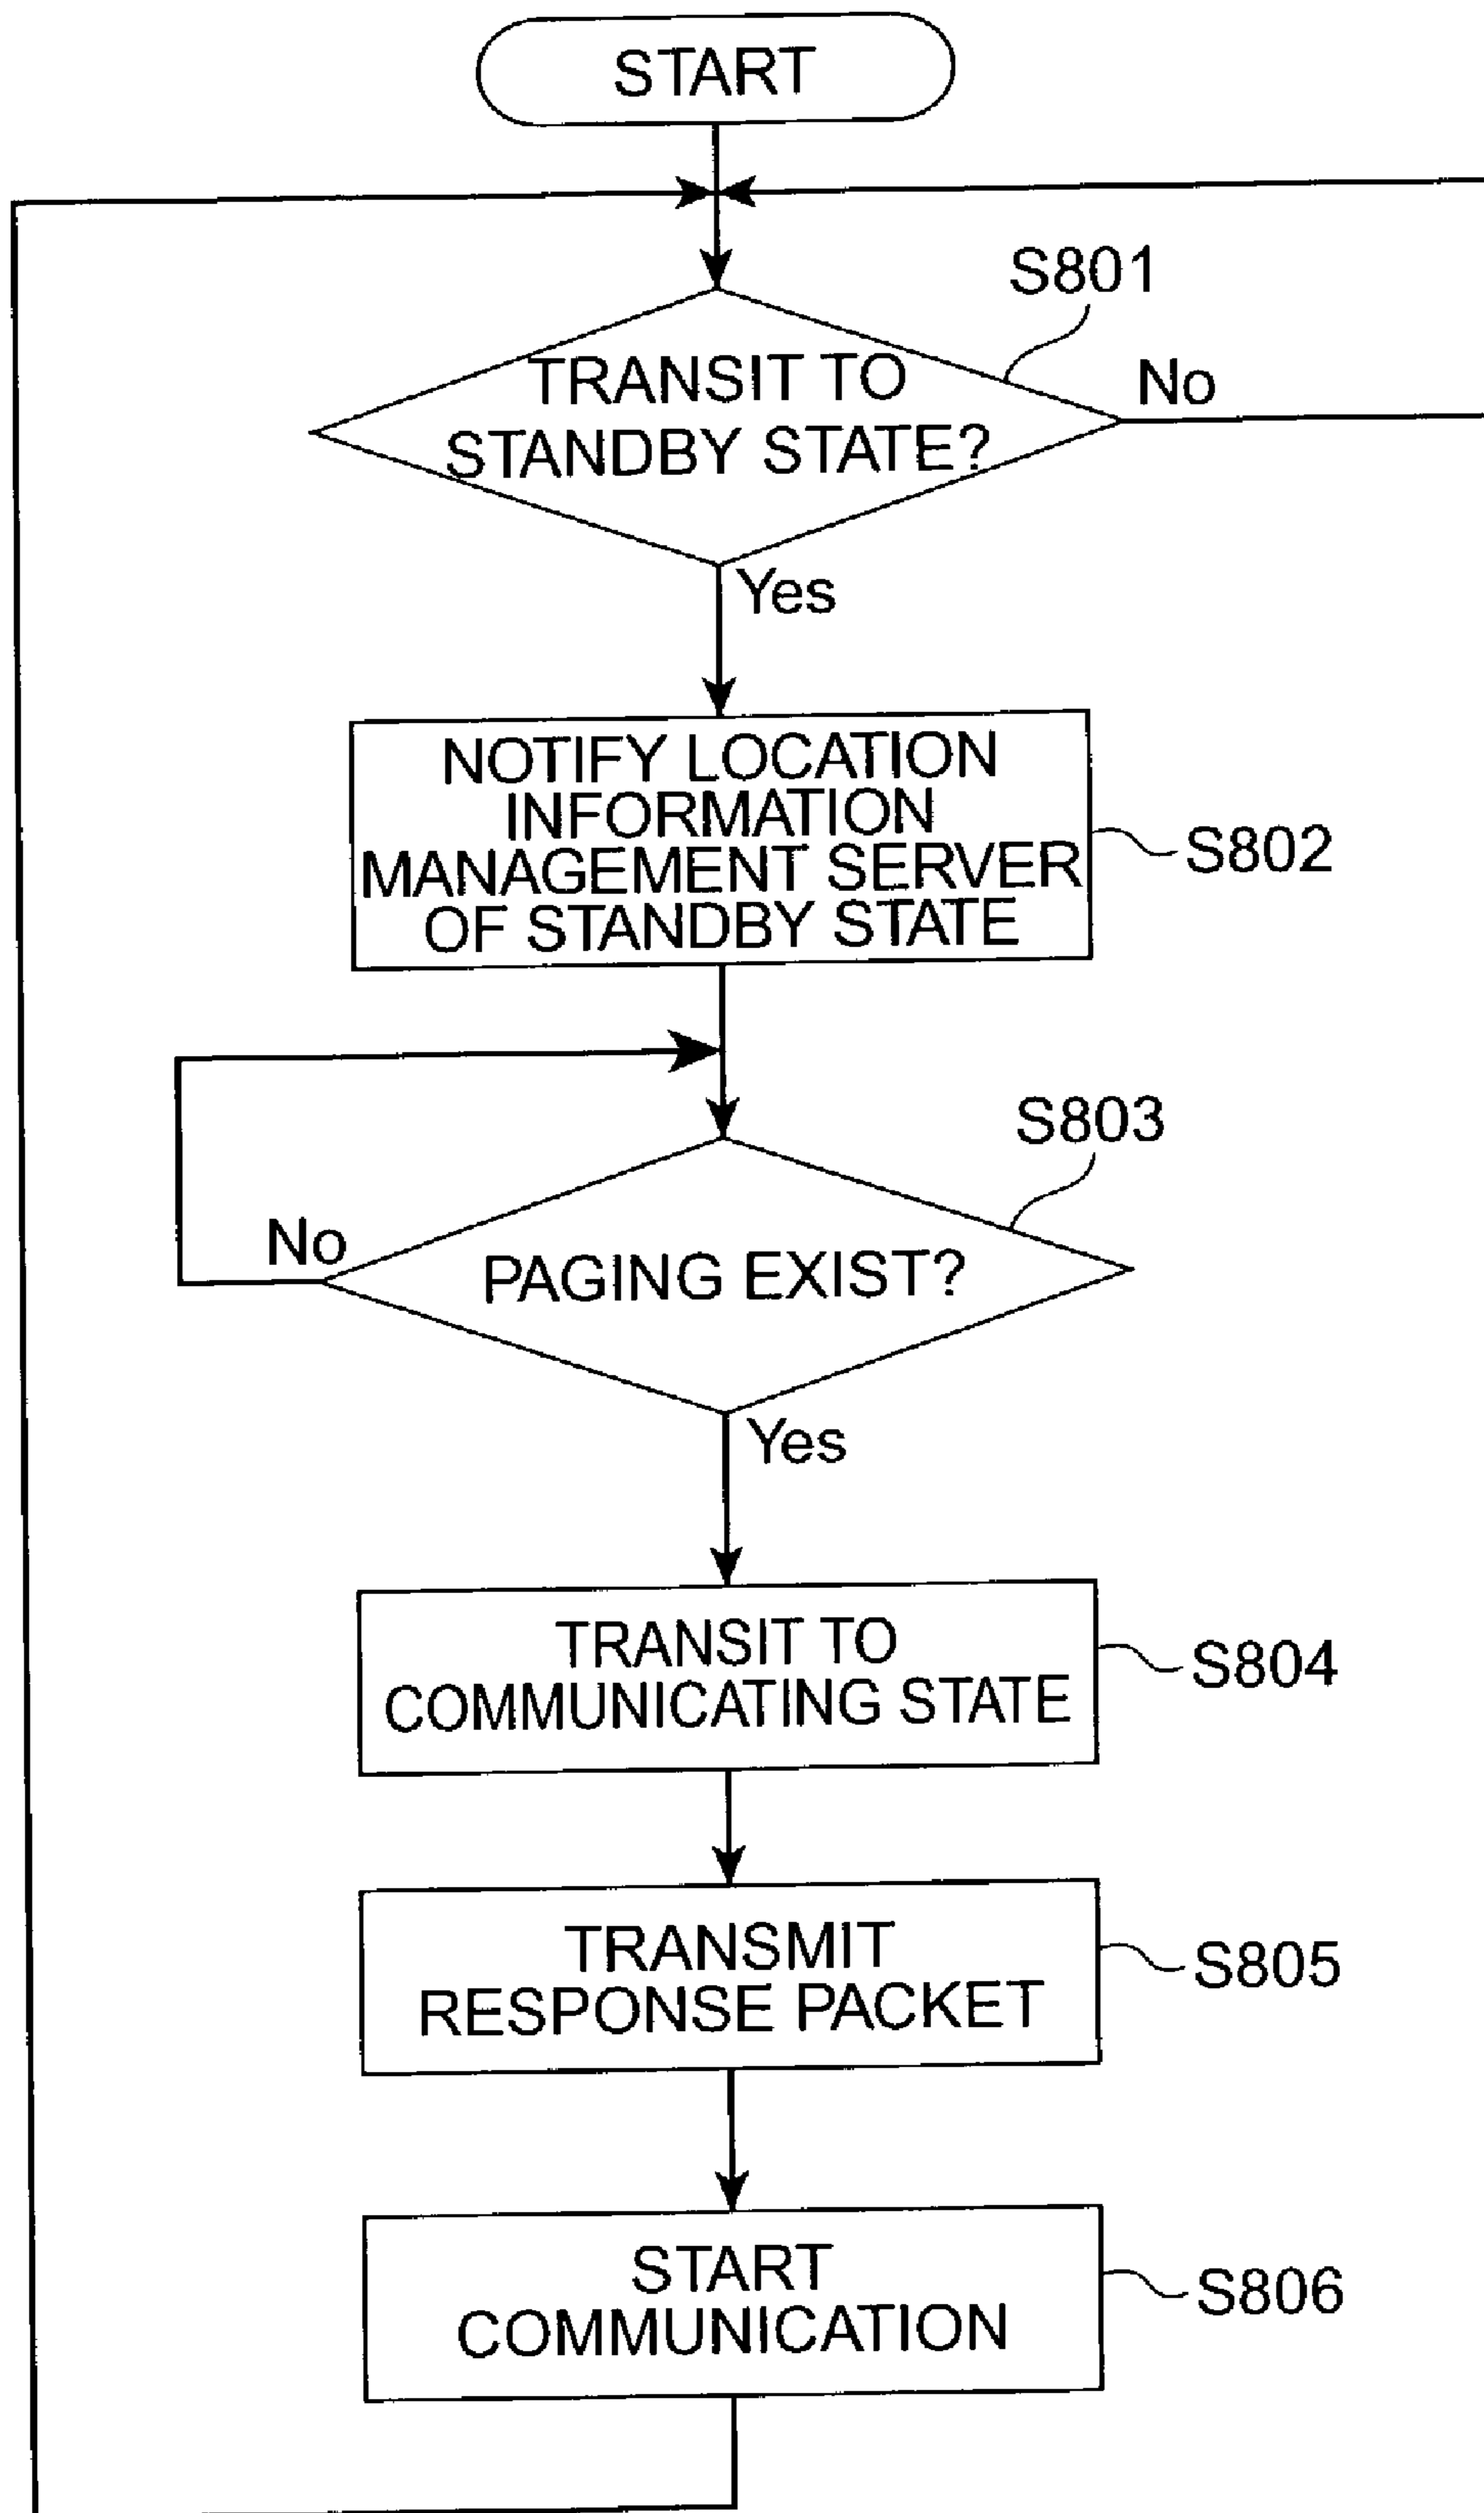 START
S801
TRANSIT TO
STANDBY STATE?
No
Yes
NOTIFY LOCATION
INFORMATION
MANAGEMENT SERVER
OF STANDBY STATE
S802
S803
No
PAGING EXIST?
Yes
TRANSIT TO
COMMUNICATING STATE
S804
TRANSMIT
RESPONSE PACKET
S805
START
COMMUNICATION
S806